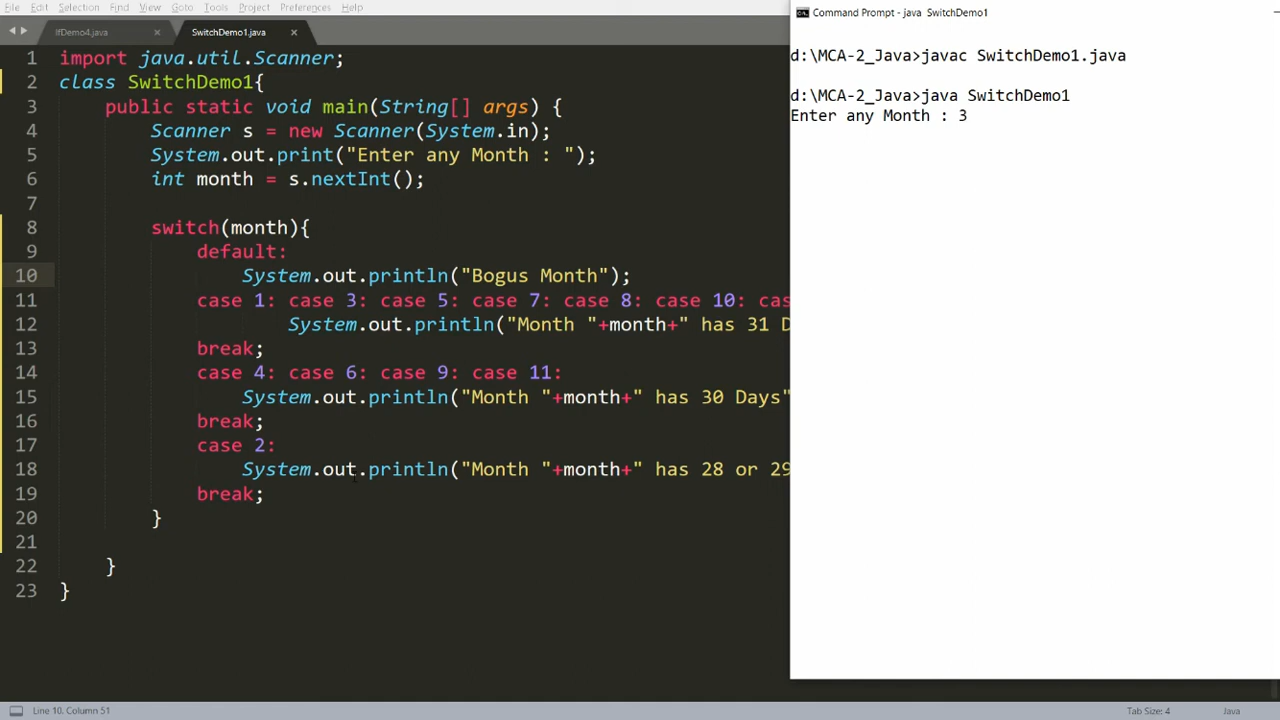 File Edit Selection Find View Goto Tools Project Preferences Help
IfDemo4.java × SwitchDemo1.java ×
1 import java.util.Scanner;
2 class SwitchDemo1{
3 public static void main(String[] args) {
4 Scanner s = new Scanner(System.in);
5 System.out.print("Enter any Month : ");
6 int month = s.nextInt();
7
8 switch(month){
9 default:
10 System.out.println("Bogus Month");
11 case 1: case 3: case 5: case 7: case 8: case 10: cas
12 System.out.println("Month "+month+" has 31 D
13 break;
14 case 4: case 6: case 9: case 11:
15 System.out.println("Month "+month+" has 30 Days"
16 break;
17 case 2:
18 System.out.println("Month "+month+" has 28 or 29
19 break;
20 }
21
22 }
23 }
Line 10, Column 51
Tab Size: 4 Java
Command Prompt - java SwitchDemo1
d:\MCA-2_Java>javac SwitchDemo1.java
d:\MCA-2_Java>java SwitchDemo1
Enter any Month : 3